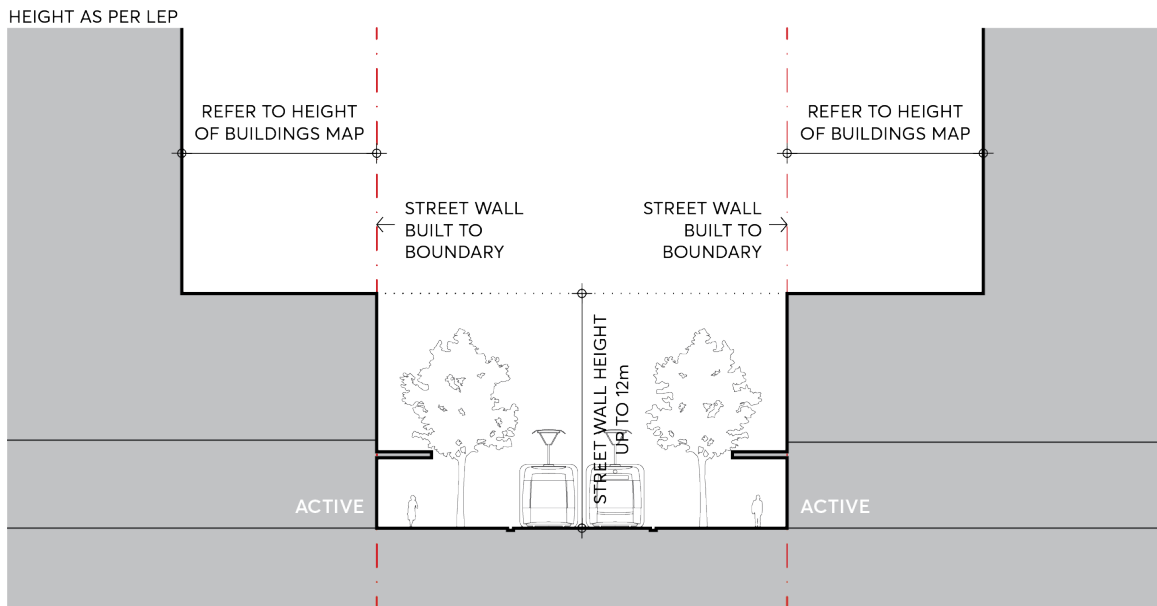 HEIGHT AS PER LEP
REFER TO HEIGHT
OF BUILDINGS MAP
REFER TO HEIGHT
OF BUILDINGS MAP
STREET WALL
BUILT TO
BOUNDARY
STREET WALL
BUILT TO
BOUNDARY
STREET WALL HEIGHT
UP TO 12m
ACTIVE
ACTIVE